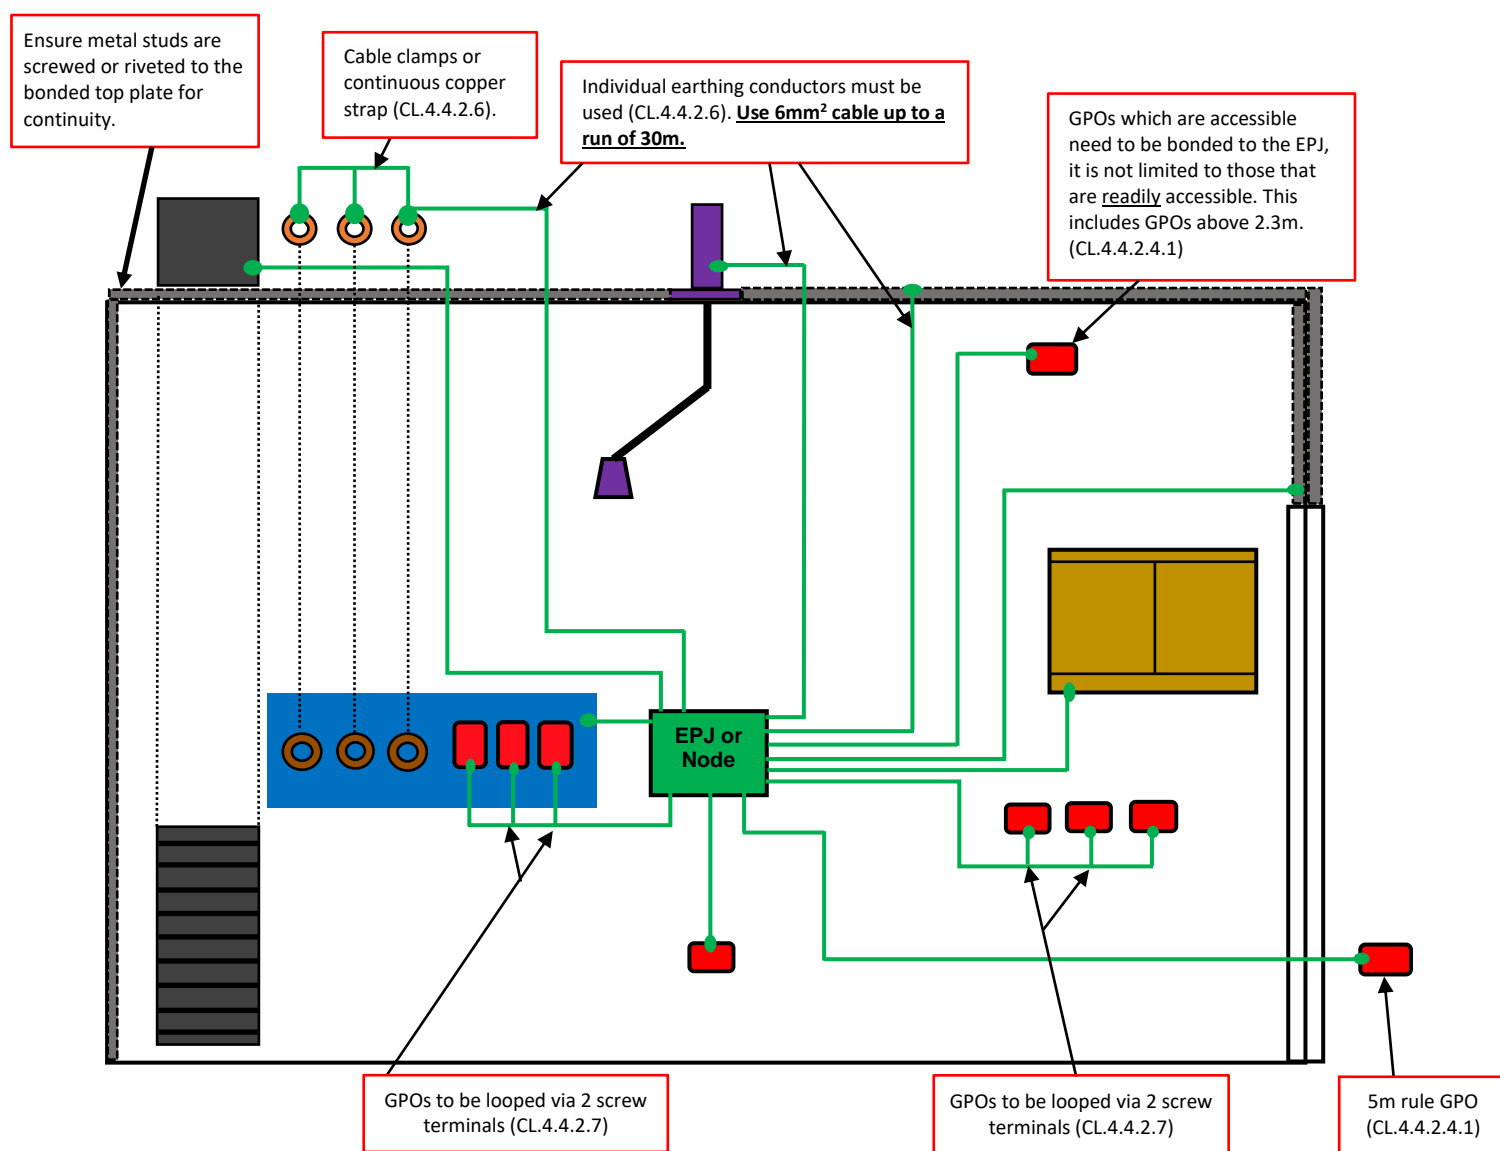 Ensure metal studs are
screwed or riveted to the
bonded top plate for
continuity.
Cable clamps or
continuous copper
strap (CL.4.4.2.6).
Individual earthing conductors must be
used (CL.4.4.2.6). Use 6mm² cable up to a
run of 30m.
GPOs which are accessible
need to be bonded to the EPJ,
it is not limited to those that
are readily accessible. This
includes GPOs above 2.3m.
(CL.4.4.2.4.1)
EPJ or
Node
GPOs to be looped via 2 screw
terminals (CL.4.4.2.7)
GPOs to be looped via 2 screw
terminals (CL.4.4.2.7)
5m rule GPO
(CL.4.4.2.4.1)